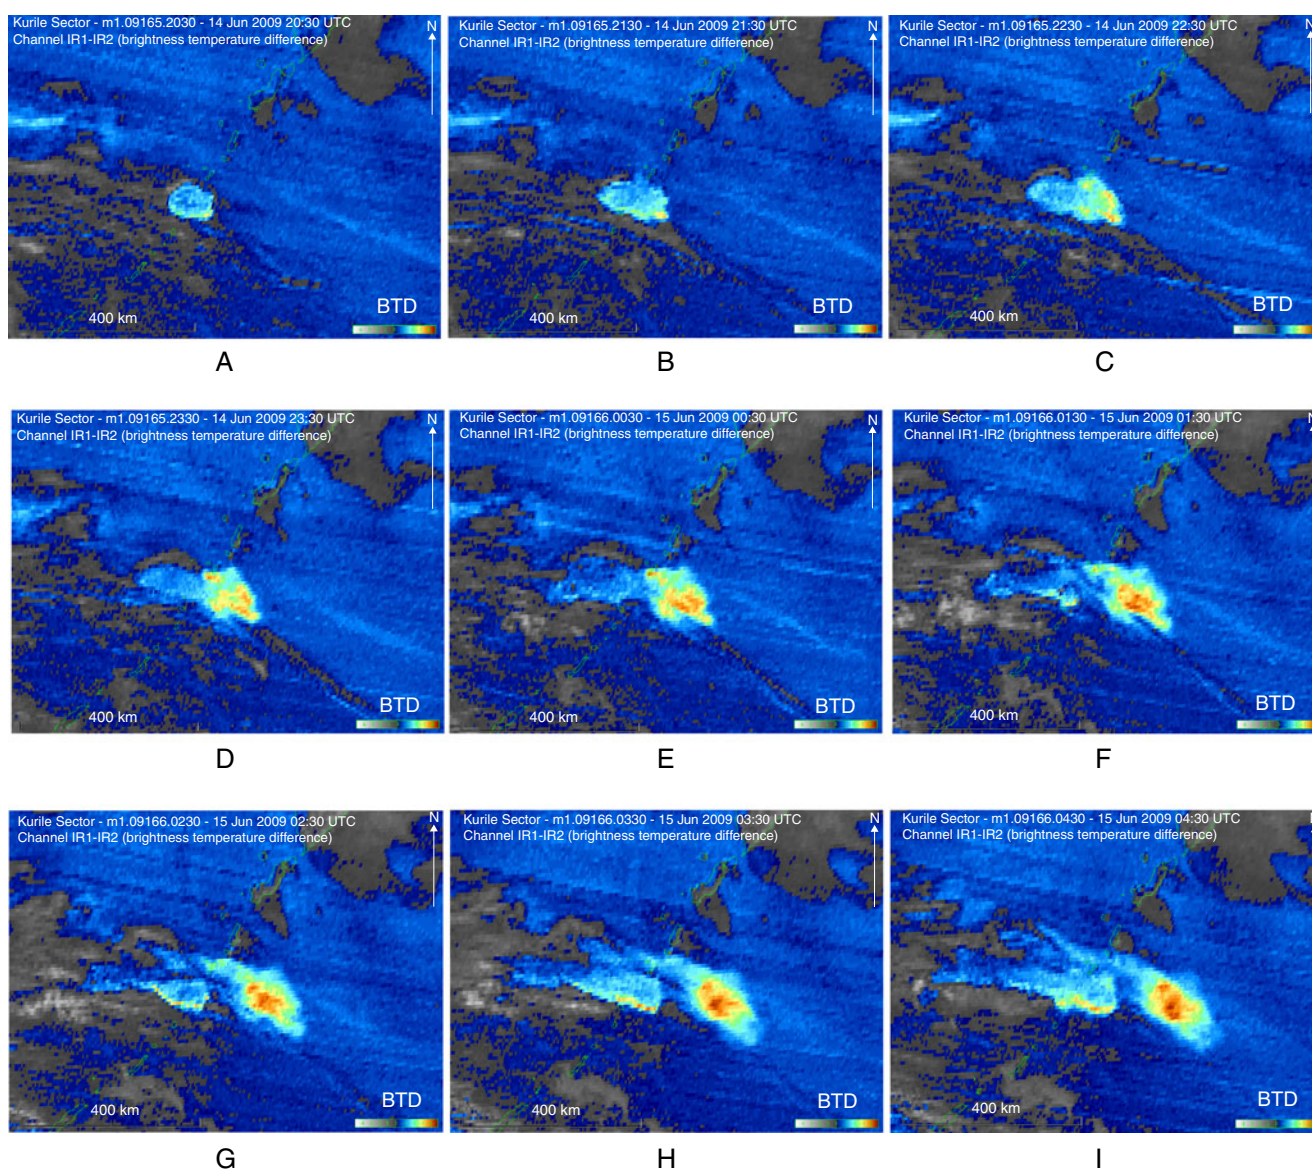 Kurile Sector - m1.09165.2030 - 14 Jun 2009 20:30 UTC
Channel IR1-IR2 (brightness temperature difference)
N
BTD
400 km
A
Kurile Sector - m1.09165.2130 - 14 Jun 2009 21:30 UTC
Channel IR1-IR2 (brightness temperature difference)
N
BTD
400 km
B
Kurile Sector - m1.09165.2230 - 14 Jun 2009 22:30 UTC
Channel IR1-IR2 (brightness temperature difference)
N
BTD
400 km
C
Kurile Sector - m1.09165.2330 - 14 Jun 2009 23:30 UTC
Channel IR1-IR2 (brightness temperature difference)
N
BTD
400 km
D
Kurile Sector - m1.09166.0030 - 15 Jun 2009 00:30 UTC
Channel IR1-IR2 (brightness temperature difference)
N
BTD
400 km
E
Kurile Sector - m1.09166.0130 - 15 Jun 2009 01:30 UTC
Channel IR1-IR2 (brightness temperature difference)
N
BTD
400 km
F
Kurile Sector - m1.09166.0230 - 15 Jun 2009 02:30 UTC
Channel IR1-IR2 (brightness temperature difference)
N
BTD
400 km
G
Kurile Sector - m1.09166.0330 - 15 Jun 2009 03:30 UTC
Channel IR1-IR2 (brightness temperature difference)
N
BTD
400 km
H
Kurile Sector - m1.09166.0430 - 15 Jun 2009 04:30 UTC
Channel IR1-IR2 (brightness temperature difference)
N
BTD
400 km
I